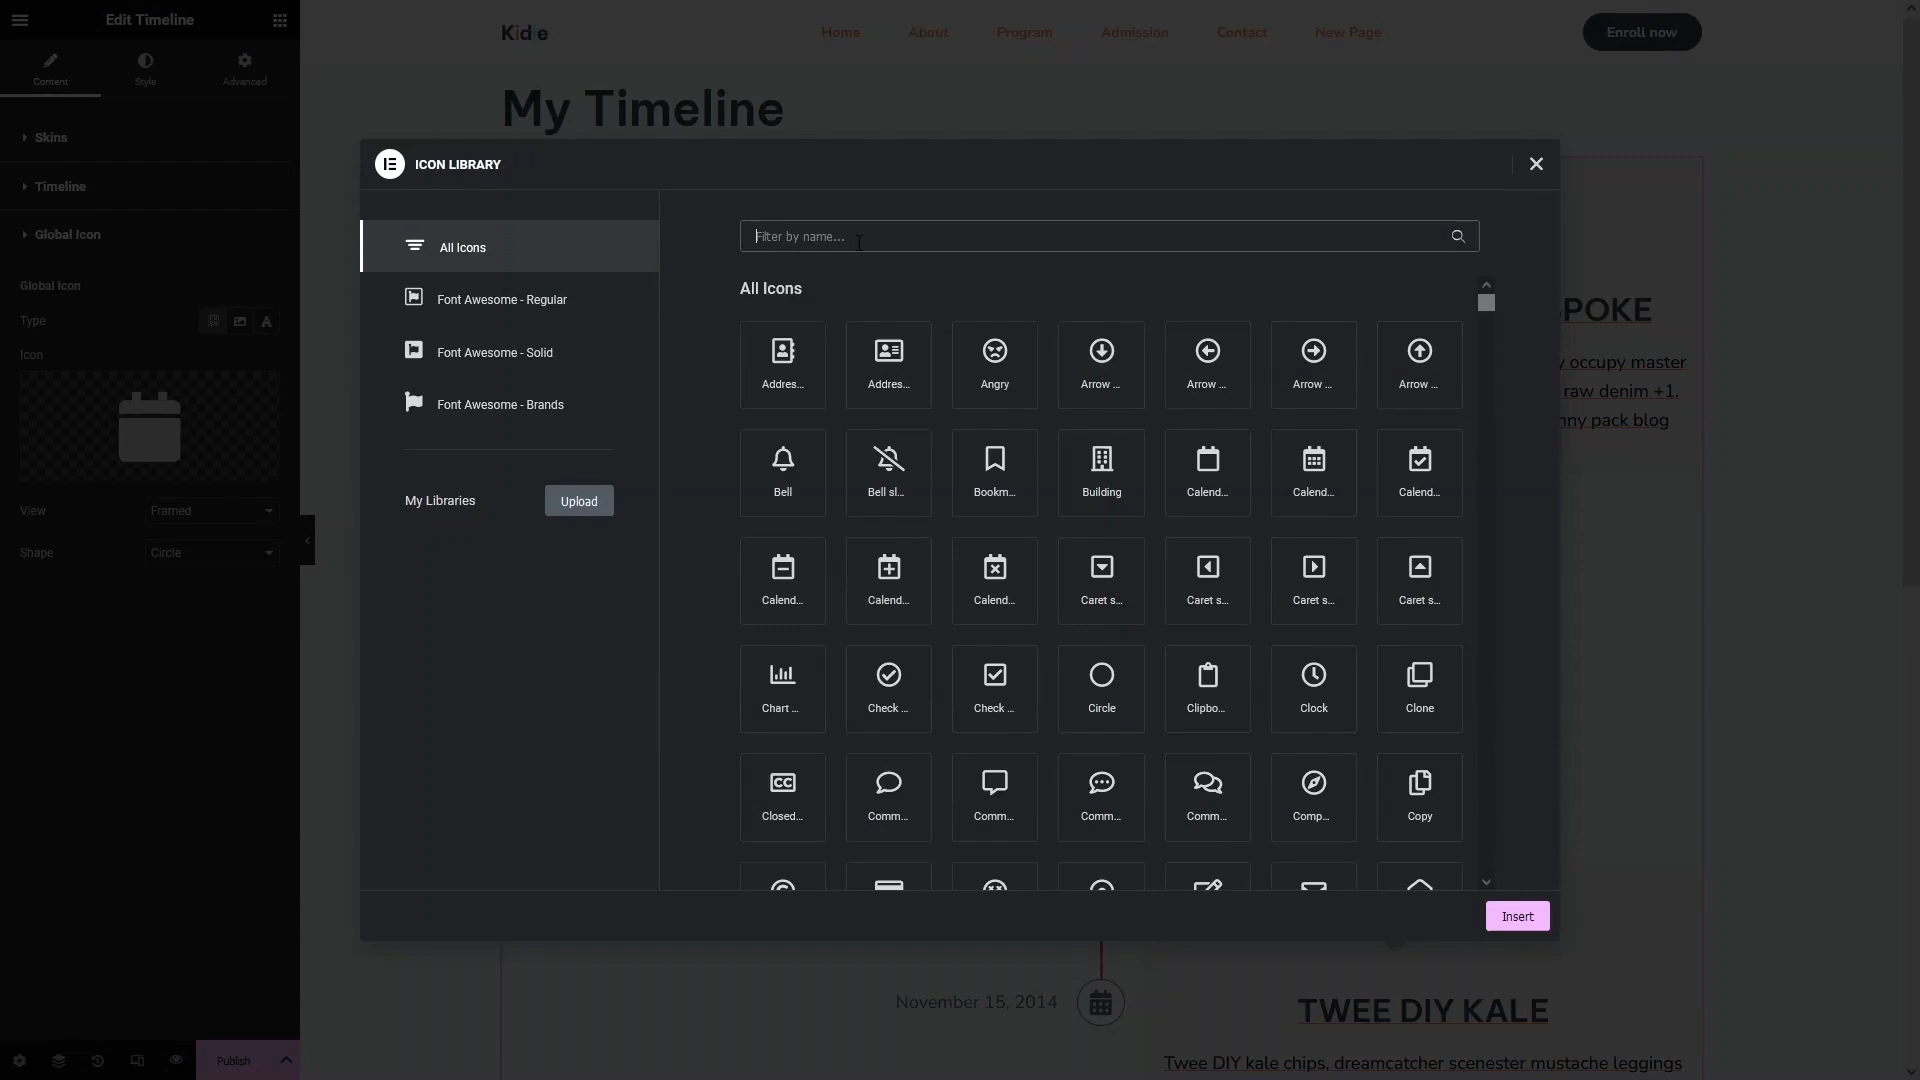 Edit Timeline
Content
Style
Advanced
Skins
Timeline
Global Icon
Global Icon
Type
A
Icon
View
Framed
Shape
Circle
Publish
Kidie
Home
About
Program
Admission
Contact
New Page
Enroll now
My Timeline
ICON LIBRARY
All Icons
Font Awesome - Regular
Font Awesome - Solid
Font Awesome - Brands
My Libraries
Upload
Filter by name...
All Icons
Addres...
Addres...
Angry
Arrow ...
Arrow ...
Arrow ...
Arrow ...
Bell
Bell sl...
Bookm...
Building
Calend...
Calend...
Calend...
Calend...
Calend...
Calend...
Caret s...
Caret s...
Caret s...
Caret s...
Chart ...
Check ...
Check ...
Circle
Clipbo...
Clock
Clone
Closed...
Comm...
Comm...
Comm...
Comm...
Comp...
Copy
Insert
POKE
occupy master
raw denim +1.
nny pack blog
November 15, 2014
TWEE DIY KALE
Twee DIY kale chips, dreamcatcher scenester mustache leggings